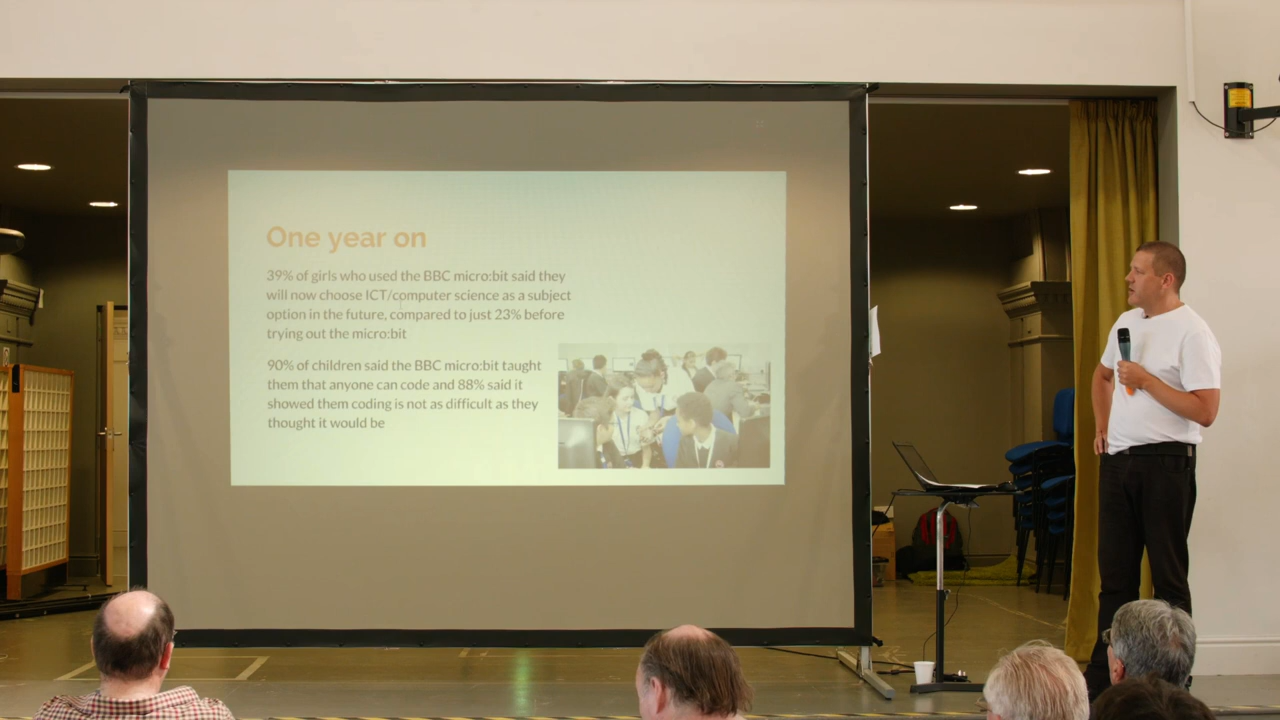 One year on
39% of girls who used the BBC micro:bit said they
will now choose ICT/computer science as a subject
option in the future, compared to just 23% before
trying out the micro:bit
90% of children said the BBC micro:bit taught
them that anyone can code and 88% said it
showed them coding is not as difficult as they
thought it would be